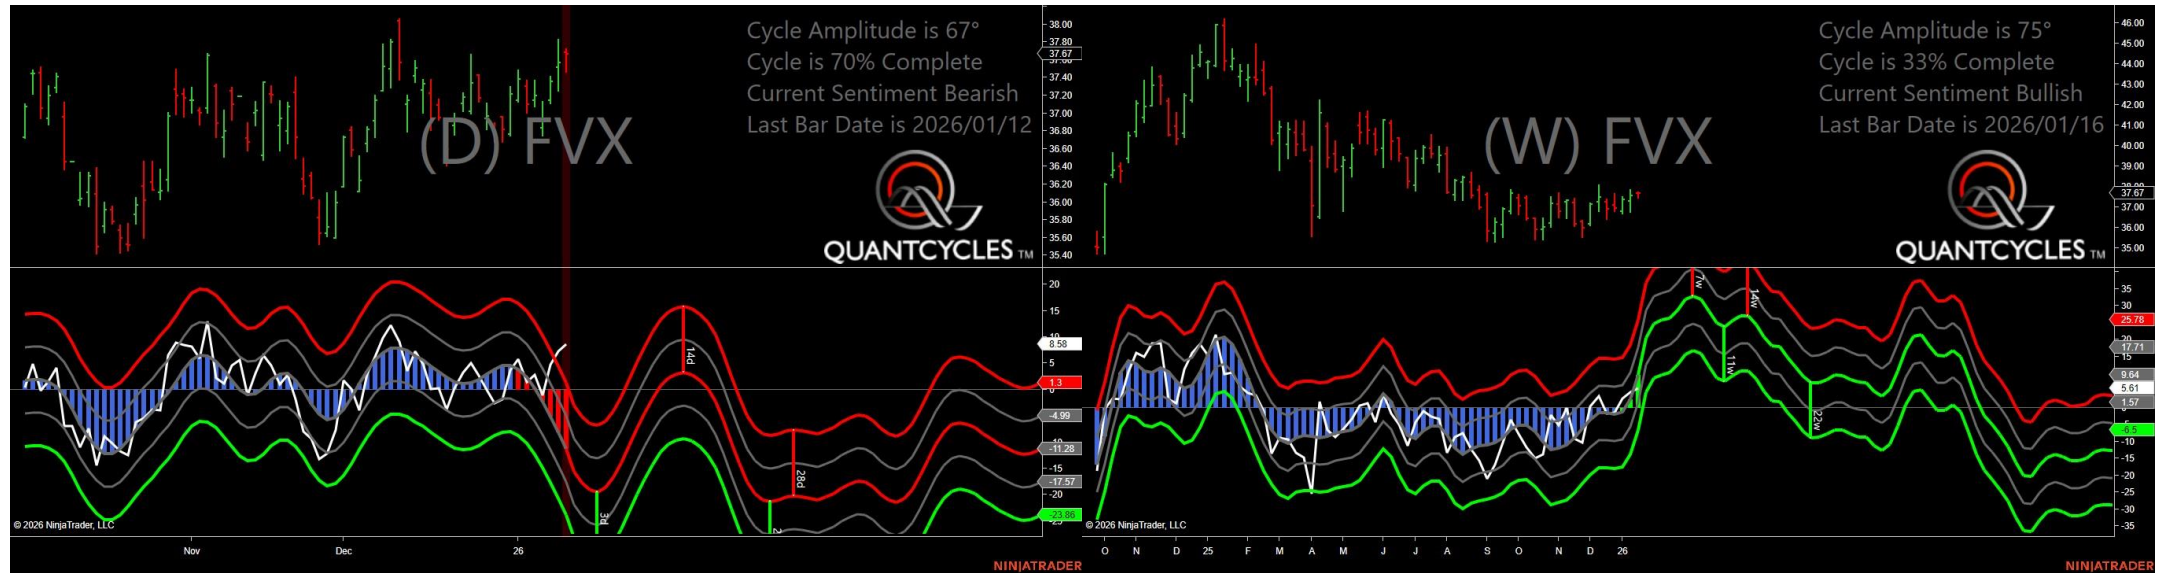 Cycle Amplitude is 67°
Cycle is 70% Complete
Current Sentiment Bearish
Last Bar Date is 2026/01/12
(D) FVX
QUANTCYCLES TM
38.00
37.80
37.67
37.40
37.20
37.00
36.80
36.60
36.40
36.20
36.00
35.80
35.60
35.40
20
15
8.58
5
1.3
-4.99
-11.28
-15
-17.57
-20
-23.86
14d
28d
3d
2
© 2026 NinjaTrader, LLC
Nov
Dec
26
NINJATRADER
Cycle Amplitude is 75°
Cycle is 33% Complete
Current Sentiment Bullish
Last Bar Date is 2026/01/16
(W) FVX
QUANTCYCLES TM
46.00
45.00
44.00
43.00
42.00
41.00
40.00
39.00
37.67
37.00
36.00
35.00
35
30
25.78
17.71
15
9.64
5.61
1.57
-6.5
-10
-15
-20
-25
-30
-35
7w
14w
11w
22w
© 2026 NinjaTrader, LLC
O N D 25 F M A M J J A S O N D 26
NINJATRADER